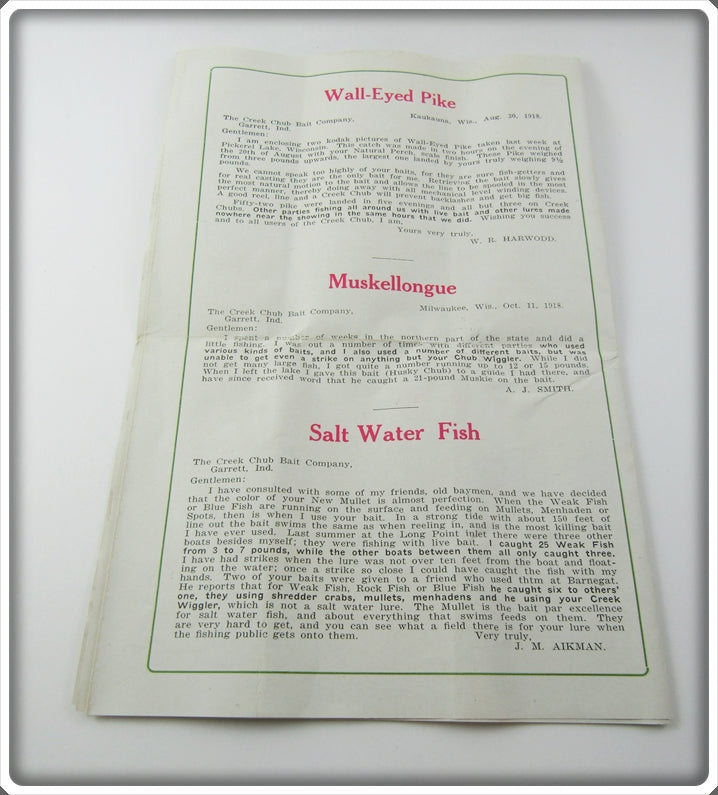 Wall-Eyed Pike
Kaukauna, Wis., Aug. 30, 1918.
The Creek Chub Bait Company,
Garrett, Ind.
Gentlemen:
I am enclosing two kodak pictures of Wall-Eyed Pike taken last week at
Pickerel Lake, Wisconsin. This catch was made in two hours on the evening of
the 20th of August with your Natural Perch, scale finish. These Pike weighed
from three pounds upwards, the largest one landed by yours truly weighing 9½
pounds.
We cannot speak too highly of your baits, for they are sure fish-getters and
for real casting they are the only bait for me. Retrieving the bait slowly gives
the most natural motion to the bait and allows the line to be spooled in the most
perfect manner, thereby doing away with all mechanical level winding devices.
A good reel, line and a Creek Chub will prevent backlashes and get big fish.
Fifty-two pike were landed in five evenings and all but three on Creek
Chubs. Other parties fishing all around us with live bait and other lures made
nowhere near the showing in the same hours that we did. Wishing you success
and to all users of the Creek Chub, I am.
Yours very truly,
W. R. HARWODD.
Muskellongue
Milwaukee, Wis., Oct. 11, 1918.
The Creek Chub Bait Company,
Garrett, Ind.
Gentlemen:
I spent a number of weeks in the northern part of the state and did a
little fishing. I was out a number of times with different parties who used
various kinds of baits, and I also used a number of different baits, but was
unable to get even a strike on anything but your Chub Wiggler. While I did
not get many large fish, I got quite a number running up to 12 or 15 pounds.
When I left the lake I gave this bait (Husky Chub) to a guide I had there, and
have since received word that he caught a 21-pound Muskie on the bait.
A. J. SMITH.
Salt Water Fish
The Creek Chub Bait Company,
Garrett, Ind.
Gentlemen:
I have consulted with some of my friends, old baymen, and we have decided
that the color of your New Mullet is almost perfection. When the Weak Fish
or Blue Fish are running on the surface and feeding on Mullets, Menhaden or
Spots, then is when I use your bait. In a strong tide with about 150 feet of
line out the bait swims the same as when reeling in, and is the most killing bait
I have ever used. Last summer at the Long Point inlet there were three other
boats besides myself; they were fishing with live bait. I caught 25 Weak Fish
from 3 to 7 pounds, while the other boats between them all only caught three.
I have had strikes when the lure was not over ten feet from the boat and float-
ing on the water; once a strike so close I could have caught the fish with my
hands. Two of your baits were given to a friend who used thtm at Barnegat.
He reports that for Weak Fish, Rock Fish or Blue Fish he caught six to others'
one, they using shredder crabs, mullets, menhadens and he using your Creek
Wiggler, which is not a salt water lure. The Mullet is the bait par excellence
for salt water fish, and about everything that swims feeds on them. They
are very hard to get, and you can see what a field there is for your lure when
the fishing public gets onto them. Very truly,
J. M. AIKMAN.